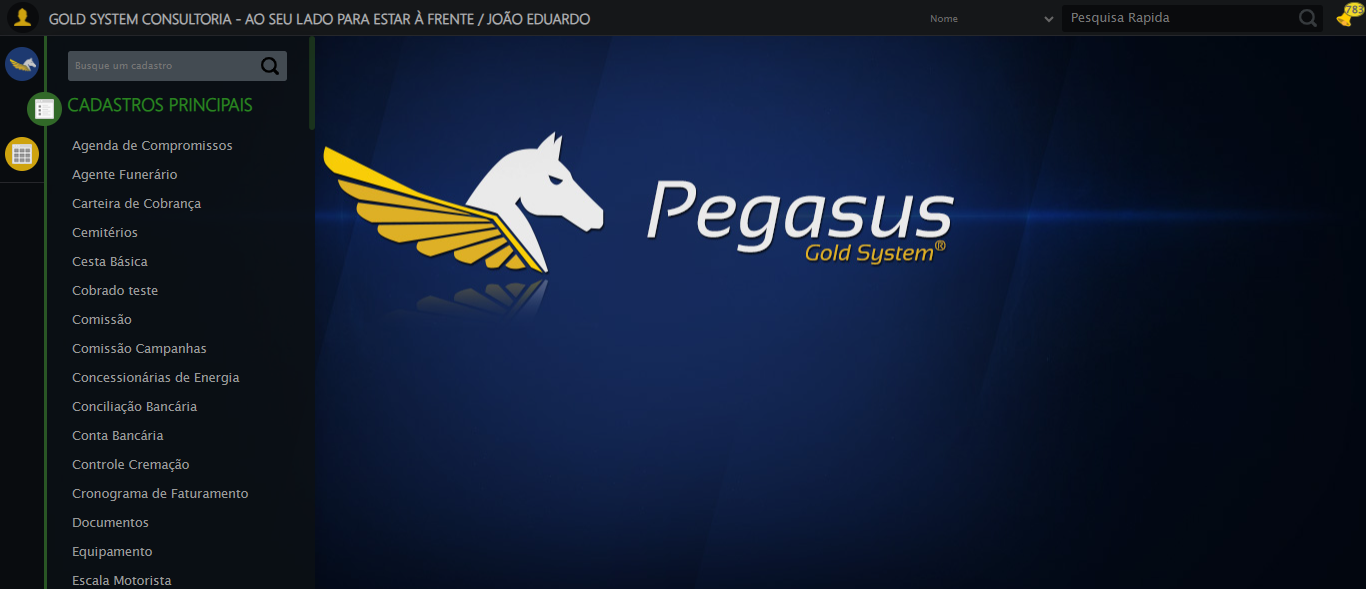 GOLD SYSTEM CONSULTORIA - AO SEU LADO PARA ESTAR À FRENTE / JOÃO EDUARDO
Nome
Pesquisa Rapida
783
Busque um cadastro
CADASTROS PRINCIPAIS
Agenda de Compromissos
Agente Funerário
Carteira de Cobrança
Cemitérios
Cesta Básica
Cobrado teste
Comissão
Comissão Campanhas
Concessionárias de Energia
Conciliação Bancária
Conta Bancária
Controle Cremação
Cronograma de Faturamento
Documentos
Equipamento
Escala Motorista
Pegasus
Gold System®